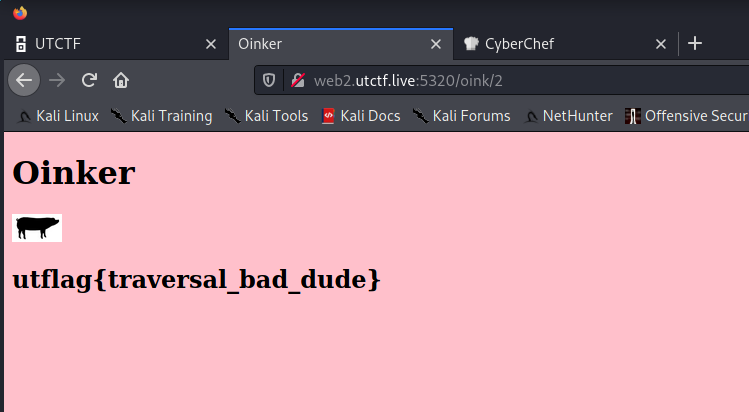 UTCTF
Oinker
CyberChef
web2.utctf.live:5320/oink/2
Kali Linux
Kali Training
Kali Tools
Kali Docs
Kali Forums
NetHunter
Offensive Secur
Oinker
utflag{traversal_bad_dude}